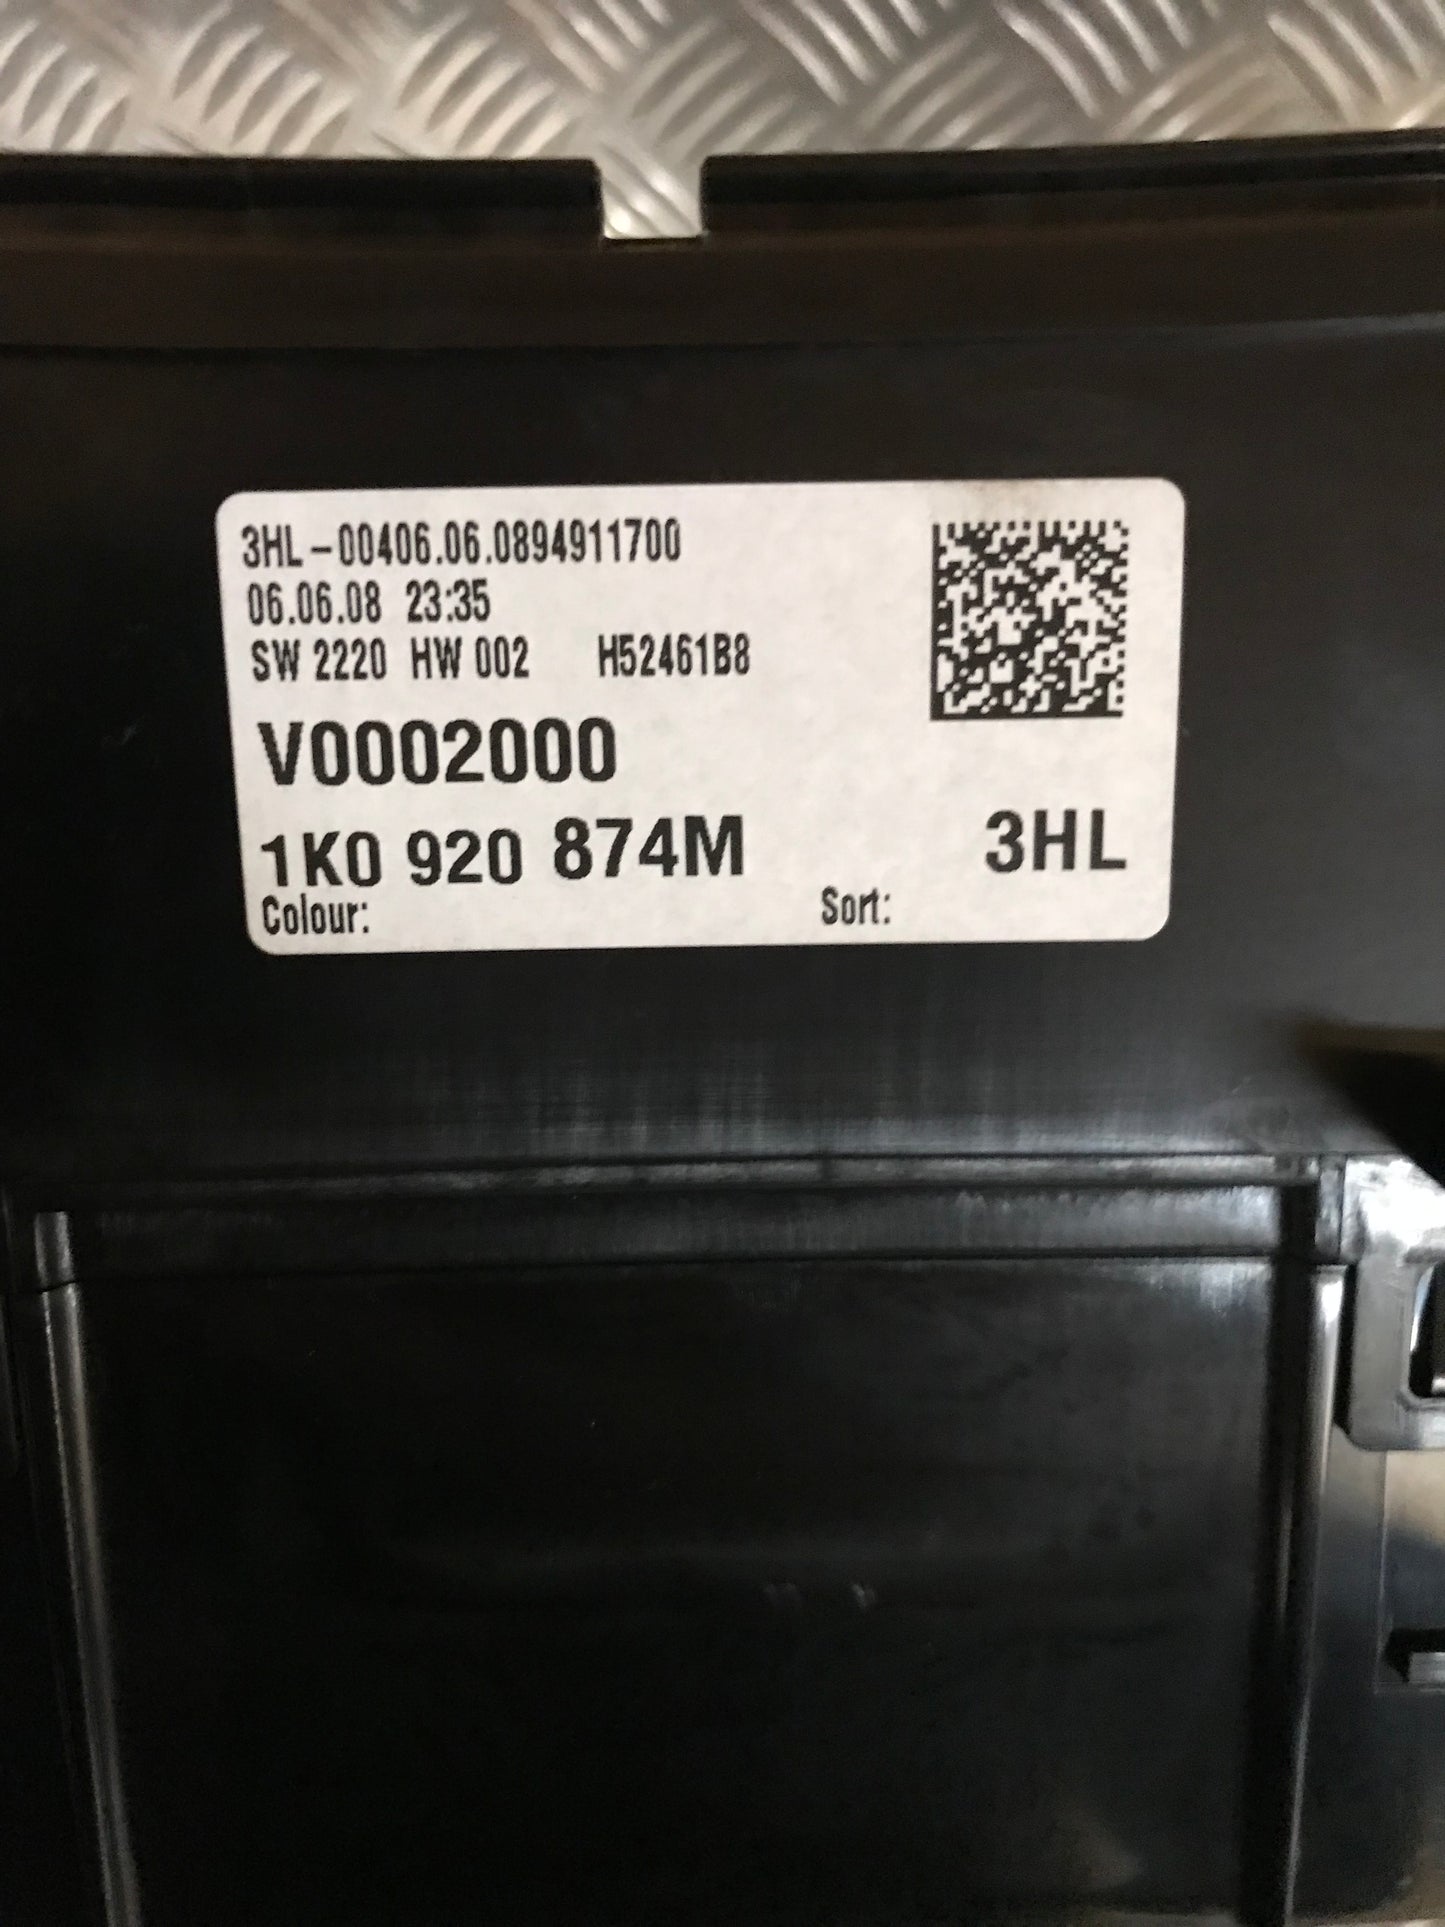 3HL-00406.06.0894911700
06.06.08 23:35
SW 2220 HW 002 H52461B8
V0002000
1K0 920 874M 3HL
Colour: Sort: